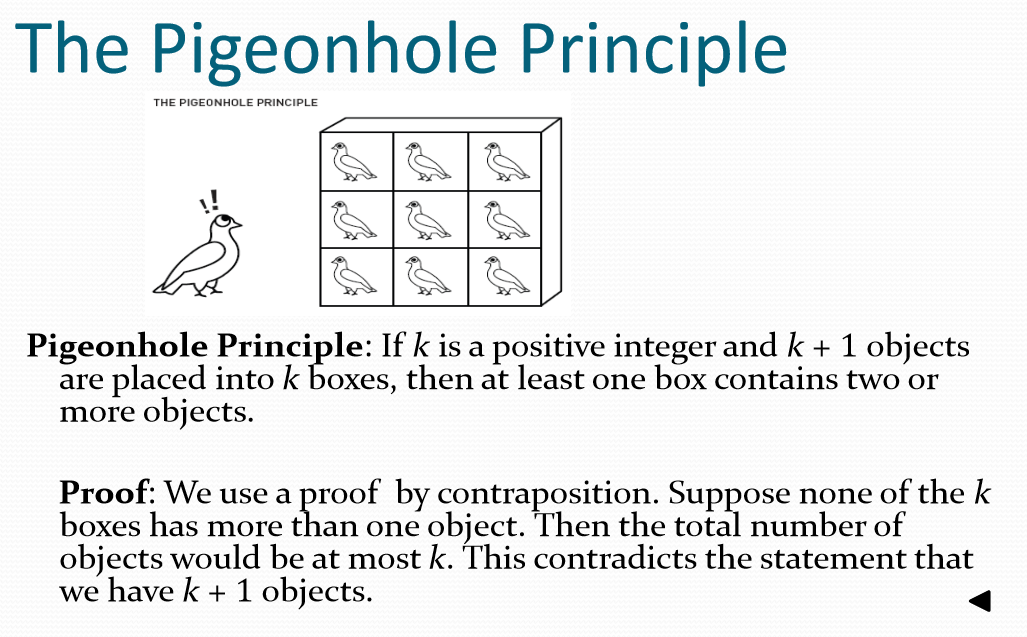 The Pigeonhole Principle
THE PIGEONHOLE PRINCIPLE
!!
Pigeonhole Principle: If k is a positive integer and k + 1 objects
are placed into k boxes, then at least one box contains two or
more objects.
Proof: We use a proof  by contraposition. Suppose none of the k
boxes has more than one object. Then the total number of
objects would be at most k. This contradicts the statement that
we have k + 1 objects.